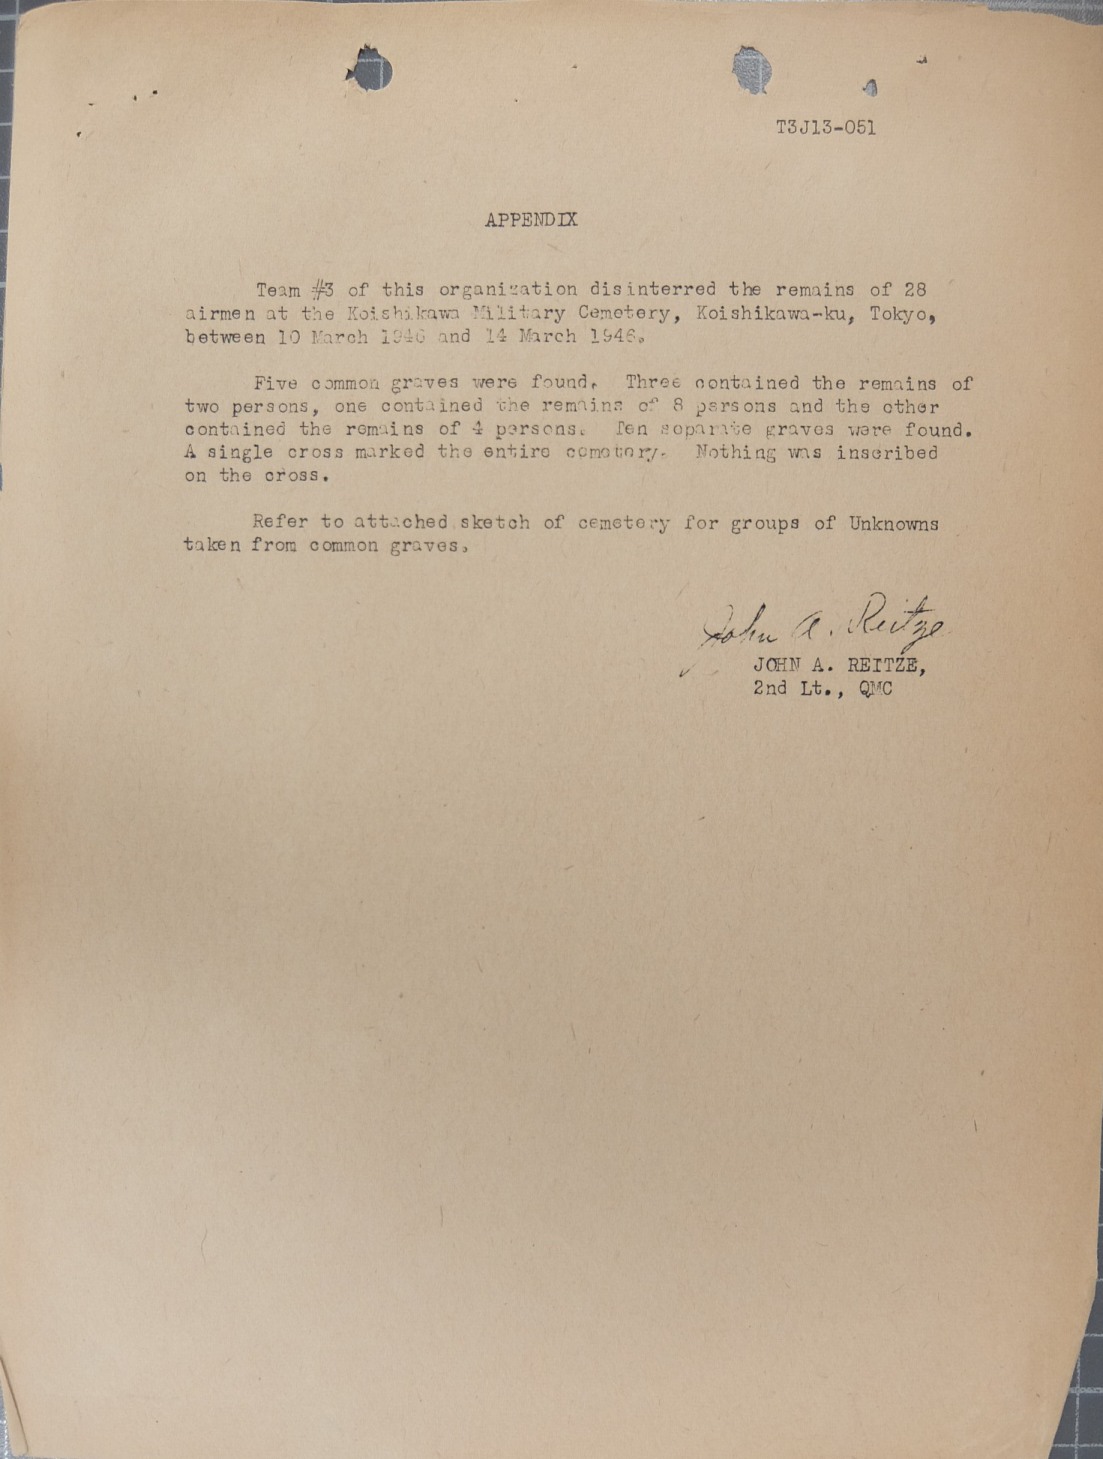 T3J13-051
APPENDIX
Team #3 of this organization disinterred the remains of 28
airmen at the Koishikawa Military Cemetery, Koishikawa-ku, Tokyo,
between 10 March 1946 and 14 March 1946.
Five common graves were found. Three contained the remains of
two persons, one contained the remains of 8 persons and the other
contained the remains of 4 persons. Ten separate graves were found.
A single cross marked the entire cemetery. Nothing was inscribed
on the cross.
Refer to attached sketch of cemetery for groups of Unknowns
taken from common graves.
John A. Reitze
JOHN A. REITZE,
2nd Lt., QMC